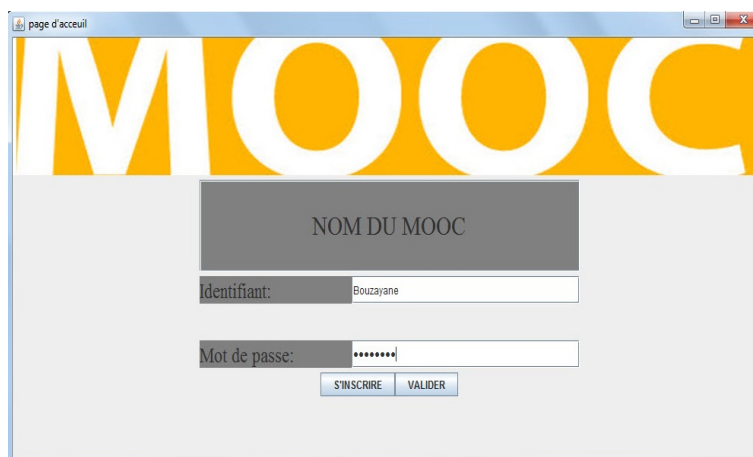 page d'acceuil
MOOC
NOM DU MOOC
Identifiant:
Bouzayane
Mot de passe:
••••••••
S'INSCRIRE
VALIDER